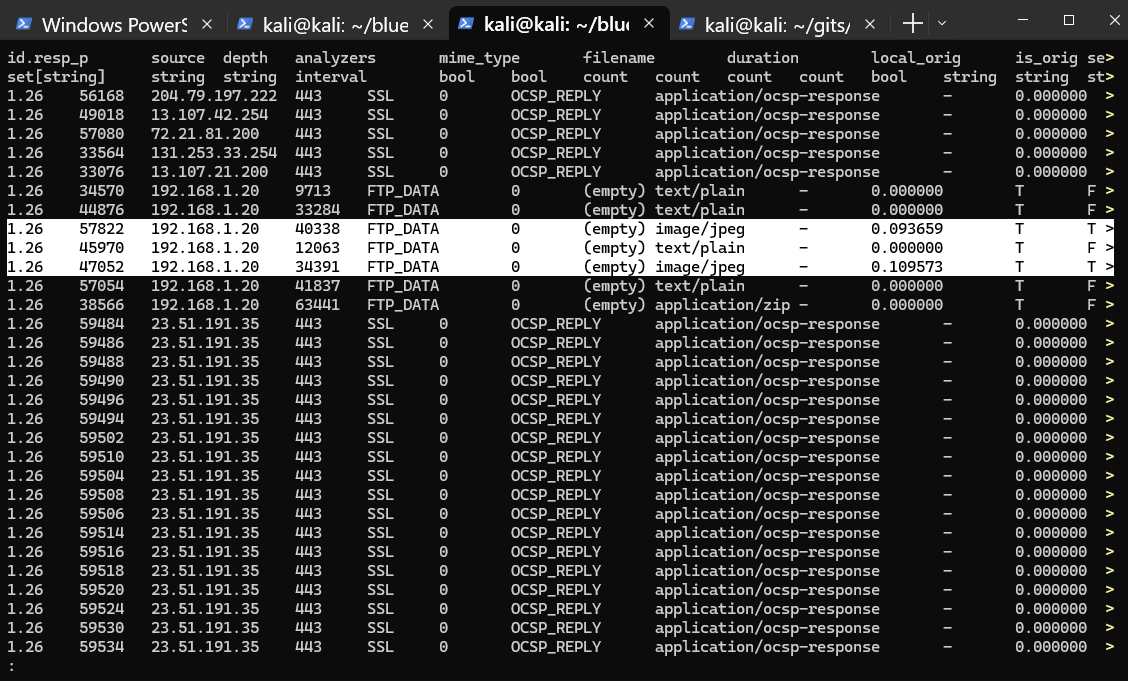 Windows PowerS
kali@kali: ~/blue
kali@kali: ~/blu
kali@kali: ~/gits/
id.resp_p source depth analyzers mime_type filename duration local_orig is_orig se>
set[string] string string interval bool bool count count count count bool string string st>
1.26 56168 204.79.197.222 443 SSL 0 OCSP_REPLY application/ocsp-response - 0.000000 >
1.26 49018 13.107.42.254 443 SSL 0 OCSP_REPLY application/ocsp-response - 0.000000 >
1.26 57080 72.21.81.200 443 SSL 0 OCSP_REPLY application/ocsp-response - 0.000000 >
1.26 33564 131.253.33.254 443 SSL 0 OCSP_REPLY application/ocsp-response - 0.000000 >
1.26 33076 13.107.21.200 443 SSL 0 OCSP_REPLY application/ocsp-response - 0.000000 >
1.26 34570 192.168.1.20 9713 FTP_DATA 0 (empty) text/plain - 0.000000 T F >
1.26 44876 192.168.1.20 33284 FTP_DATA 0 (empty) text/plain - 0.000000 T F >
1.26 57822 192.168.1.20 40338 FTP_DATA 0 (empty) image/jpeg - 0.093659 T T >
1.26 45970 192.168.1.20 12063 FTP_DATA 0 (empty) text/plain - 0.000000 T F >
1.26 47052 192.168.1.20 34391 FTP_DATA 0 (empty) image/jpeg - 0.109573 T T >
1.26 57054 192.168.1.20 41837 FTP_DATA 0 (empty) text/plain - 0.000000 T F >
1.26 38566 192.168.1.20 63441 FTP_DATA 0 (empty) application/zip - 0.000000 T F >
1.26 59484 23.51.191.35 443 SSL 0 OCSP_REPLY application/ocsp-response - 0.000000 >
1.26 59486 23.51.191.35 443 SSL 0 OCSP_REPLY application/ocsp-response - 0.000000 >
1.26 59488 23.51.191.35 443 SSL 0 OCSP_REPLY application/ocsp-response - 0.000000 >
1.26 59490 23.51.191.35 443 SSL 0 OCSP_REPLY application/ocsp-response - 0.000000 >
1.26 59496 23.51.191.35 443 SSL 0 OCSP_REPLY application/ocsp-response - 0.000000 >
1.26 59494 23.51.191.35 443 SSL 0 OCSP_REPLY application/ocsp-response - 0.000000 >
1.26 59502 23.51.191.35 443 SSL 0 OCSP_REPLY application/ocsp-response - 0.000000 >
1.26 59510 23.51.191.35 443 SSL 0 OCSP_REPLY application/ocsp-response - 0.000000 >
1.26 59504 23.51.191.35 443 SSL 0 OCSP_REPLY application/ocsp-response - 0.000000 >
1.26 59508 23.51.191.35 443 SSL 0 OCSP_REPLY application/ocsp-response - 0.000000 >
1.26 59506 23.51.191.35 443 SSL 0 OCSP_REPLY application/ocsp-response - 0.000000 >
1.26 59514 23.51.191.35 443 SSL 0 OCSP_REPLY application/ocsp-response - 0.000000 >
1.26 59516 23.51.191.35 443 SSL 0 OCSP_REPLY application/ocsp-response - 0.000000 >
1.26 59518 23.51.191.35 443 SSL 0 OCSP_REPLY application/ocsp-response - 0.000000 >
1.26 59520 23.51.191.35 443 SSL 0 OCSP_REPLY application/ocsp-response - 0.000000 >
1.26 59524 23.51.191.35 443 SSL 0 OCSP_REPLY application/ocsp-response - 0.000000 >
1.26 59530 23.51.191.35 443 SSL 0 OCSP_REPLY application/ocsp-response - 0.000000 >
1.26 59534 23.51.191.35 443 SSL 0 OCSP_REPLY application/ocsp-response - 0.000000 >
: